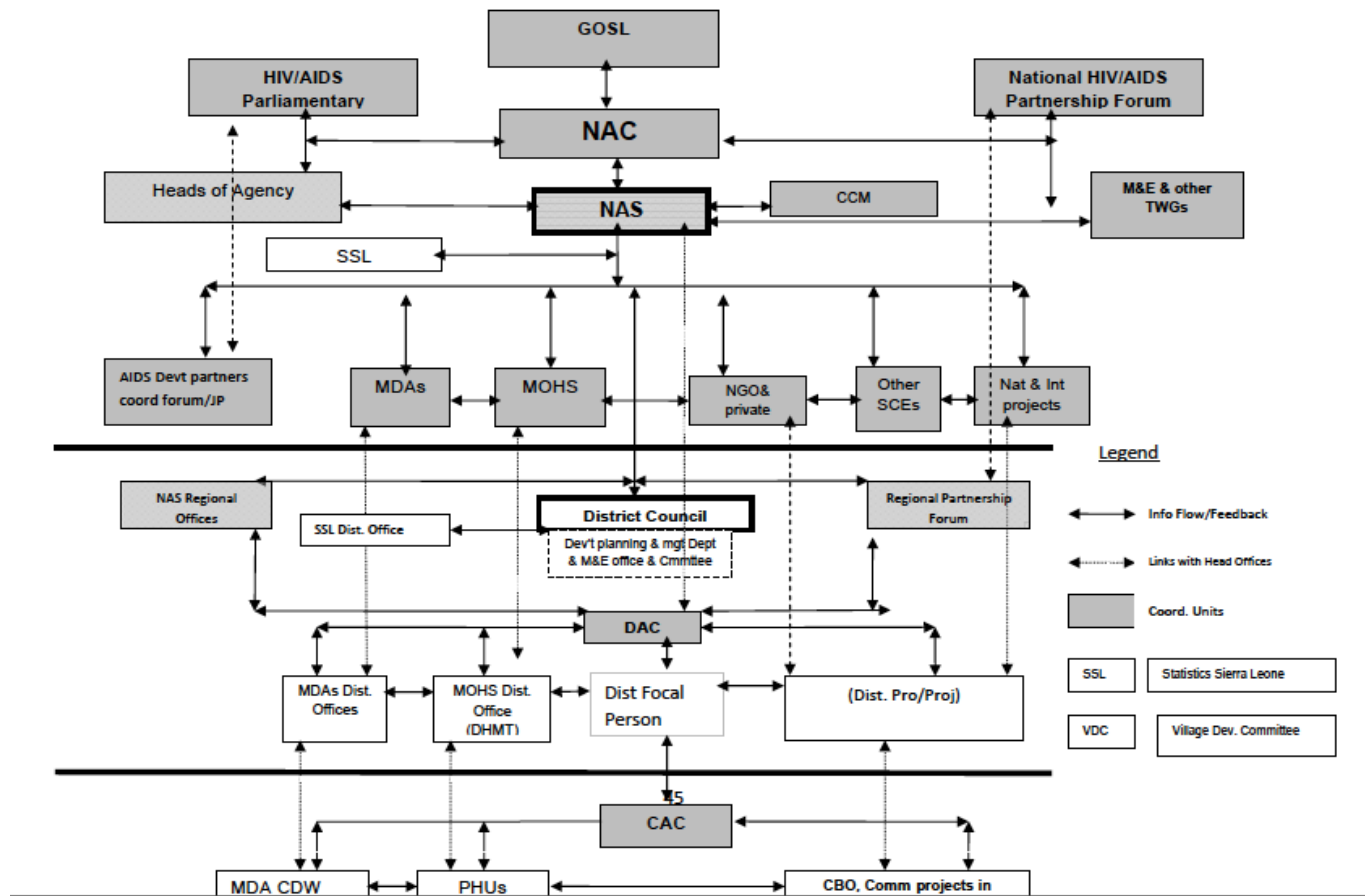 GOSL
HIV/AIDS
Parliamentary
National HIV/AIDS
Partnership Forum
NAC
Heads of Agency
NAS
CCM
M&E & other
TWGs
SSL
AIDS Devt partners
coord forum/JP
MDAs
MOHS
NGO&
private
Other
SCEs
Nat & Int
projects
Legend
NAS Regional
Offices
SSL Dist. Office
District Council
Dev't planning & mgt Dept
& M&E office & Cmmttee
Regional Partnership
Forum
Info Flow/Feedback
Links with Head Offices
Coord. Units
DAC
MDAs Dist.
Offices
MOHS Dist.
Office
(DHMT)
Dist Focal
Person
(Dist. Pro/Proj)
SSL
Statistics Sierra Leone
VDC
Village Dev. Committee
45
CAC
MDA CDW
PHUs
CBO, Comm projects in